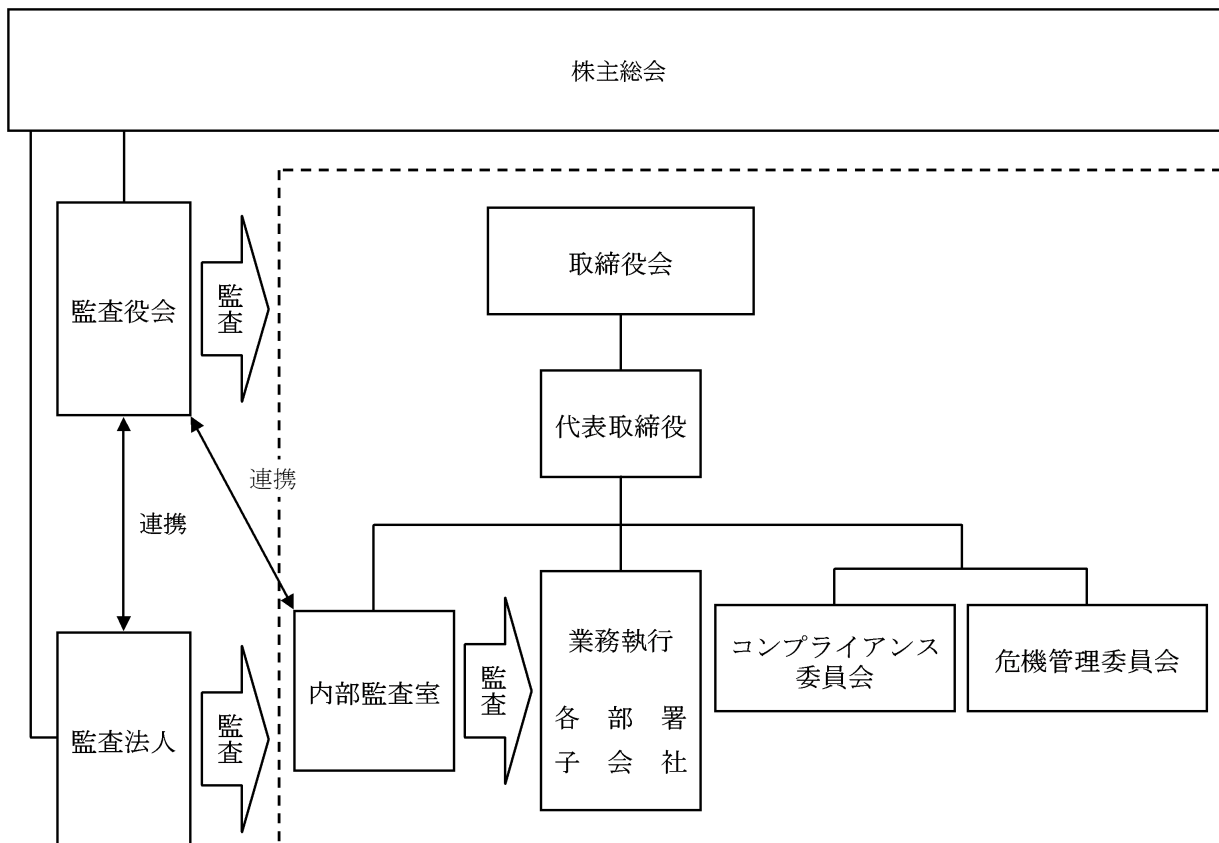 株主総会
取締役会
監査役会
監査
代表取締役
連携
連携
業務執行
各部署
子会社
コンプライアンス
委員会
危機管理委員会
内部監査室
監査
監査法人
監査